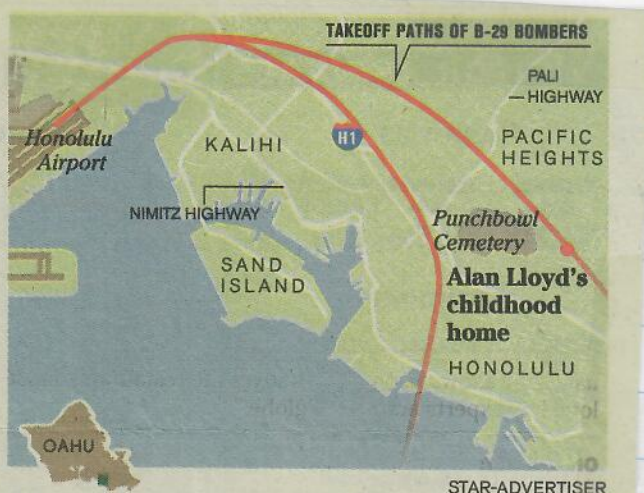 TAKEOFF PATHS OF B-29 BOMBERS
PALI
HIGHWAY
PACIFIC
HEIGHTS
Honolulu
Airport
KALIHI
H1
NIMITZ HIGHWAY
Punchbowl
Cemetery
SAND
ISLAND
Alan Lloyd's
childhood
home
HONOLULU
OAHU
STAR-ADVERTISER